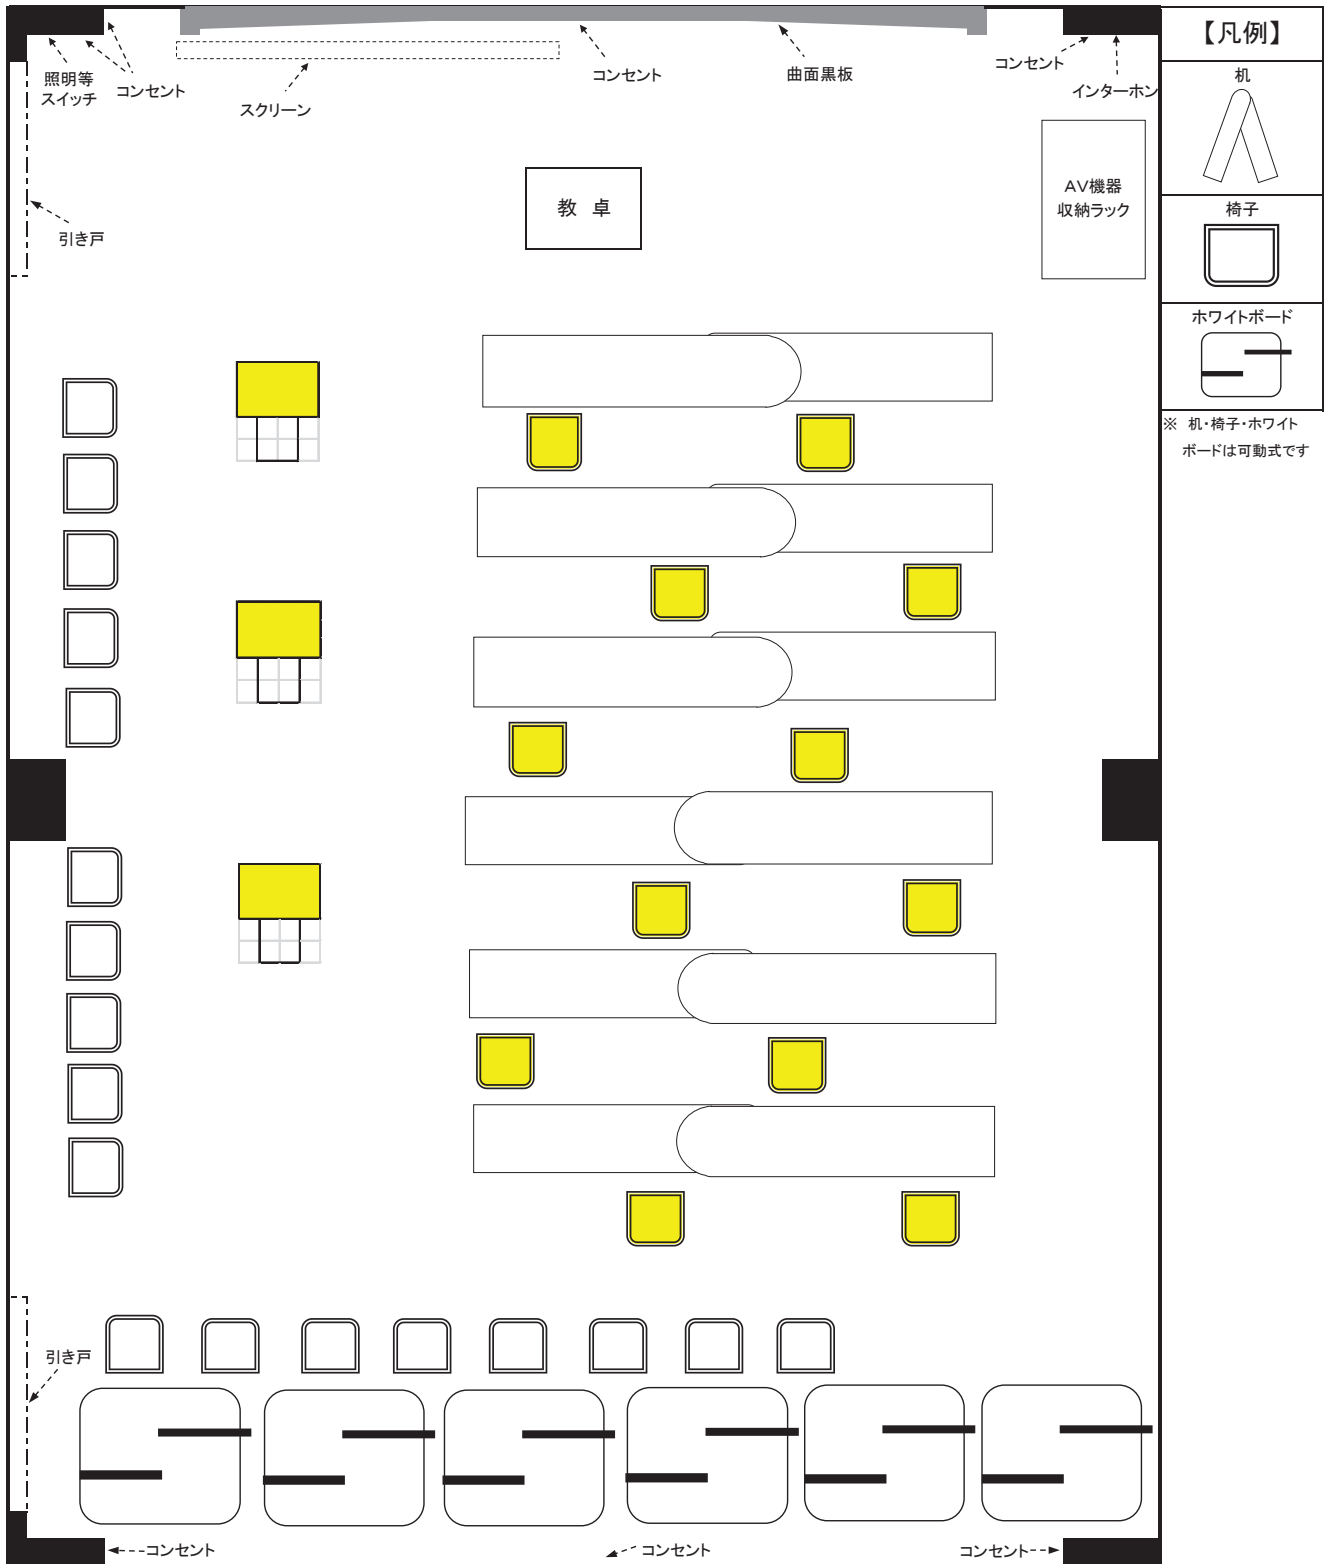 【凡例】
照明等
スイッチ
コンセント
スクリーン
コンセント
曲面黒板
コンセント
インターホン
机
教 卓
AV機器
収納ラック
椅子
引き戸
ホワイトボード
※ 机・椅子・ホワイト
ボードは可動式です
引き戸
コンセント
コンセント
コンセント